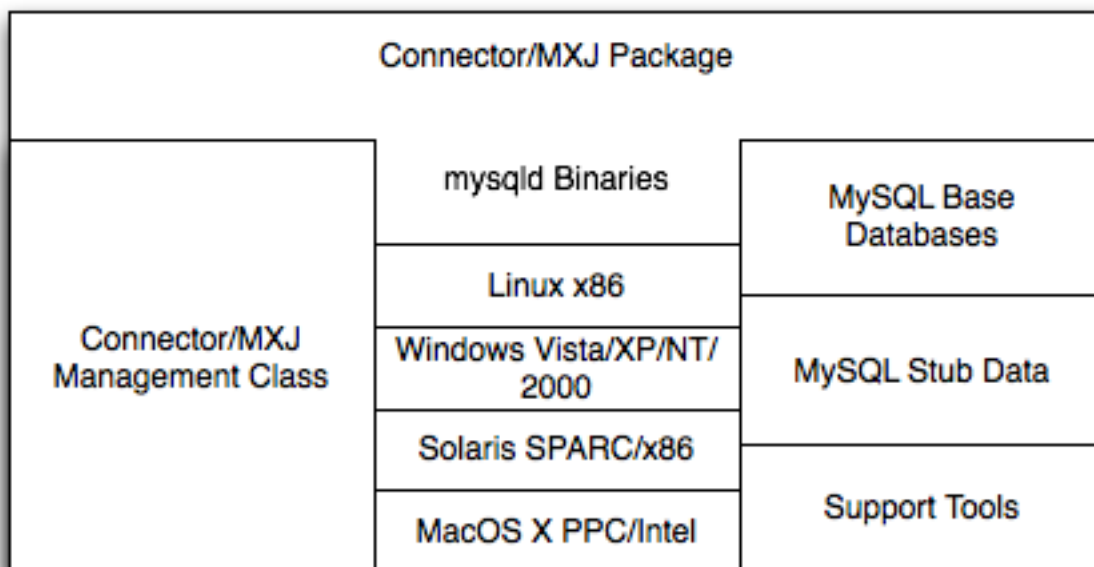 Connector/MXJ Package
Connector/MXJ
Management Class
mysqld Binaries
Linux x86
Windows Vista/XP/NT/
2000
Solaris SPARC/x86
MacOS X PPC/Intel
MySQL Base
Databases
MySQL Stub Data
Support Tools